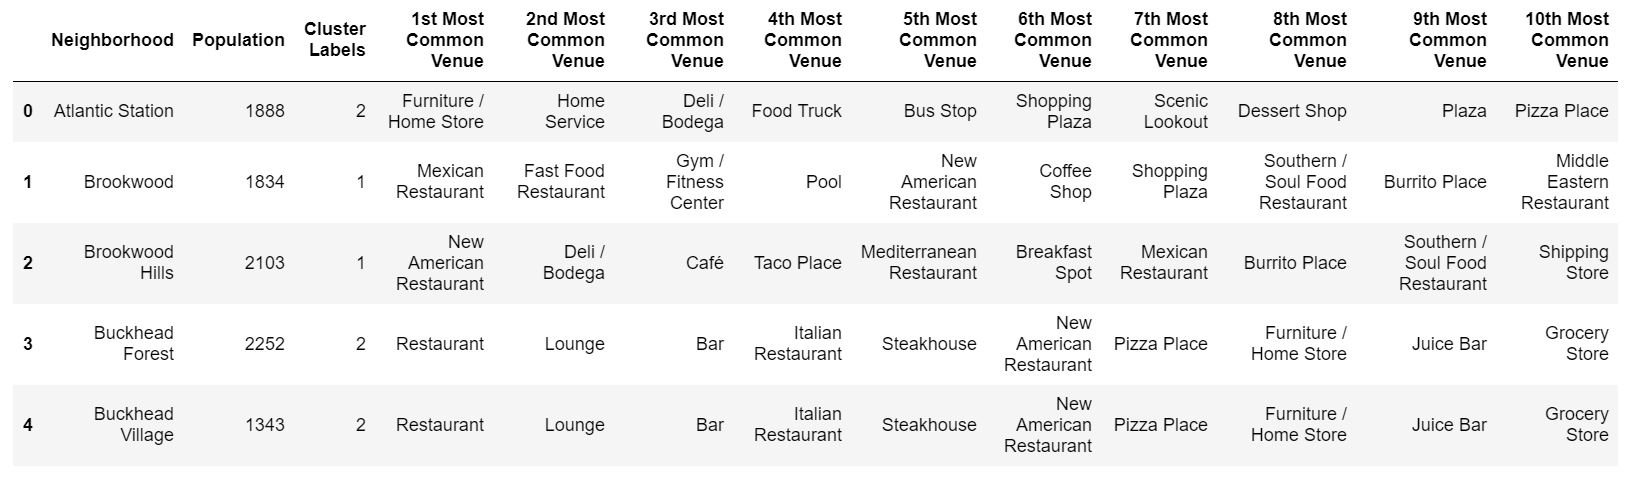 Neighborhood Population Cluster Labels 1st Most Common Venue 2nd Most Common Venue 3rd Most Common Venue 4th Most Common Venue 5th Most Common Venue 6th Most Common Venue 7th Most Common Venue 8th Most Common Venue 9th Most Common Venue 10th Most Common Venue
0 Atlantic Station 1888 2 Furniture / Home Store Home Service Deli / Bodega Food Truck Bus Stop Shopping Plaza Scenic Lookout Dessert Shop Plaza Pizza Place
1 Brookwood 1834 1 Mexican Restaurant Fast Food Restaurant Gym / Fitness Center Pool New American Restaurant Coffee Shop Shopping Plaza Southern / Soul Food Restaurant Burrito Place Middle Eastern Restaurant
2 Brookwood Hills 2103 1 New American Restaurant Deli / Bodega Café Taco Place Mediterranean Restaurant Breakfast Spot Mexican Restaurant Burrito Place Southern / Soul Food Restaurant Shipping Store
3 Buckhead Forest 2252 2 Restaurant Lounge Bar Italian Restaurant Steakhouse New American Restaurant Pizza Place Furniture / Home Store Juice Bar Grocery Store
4 Buckhead Village 1343 2 Restaurant Lounge Bar Italian Restaurant Steakhouse New American Restaurant Pizza Place Furniture / Home Store Juice Bar Grocery Store